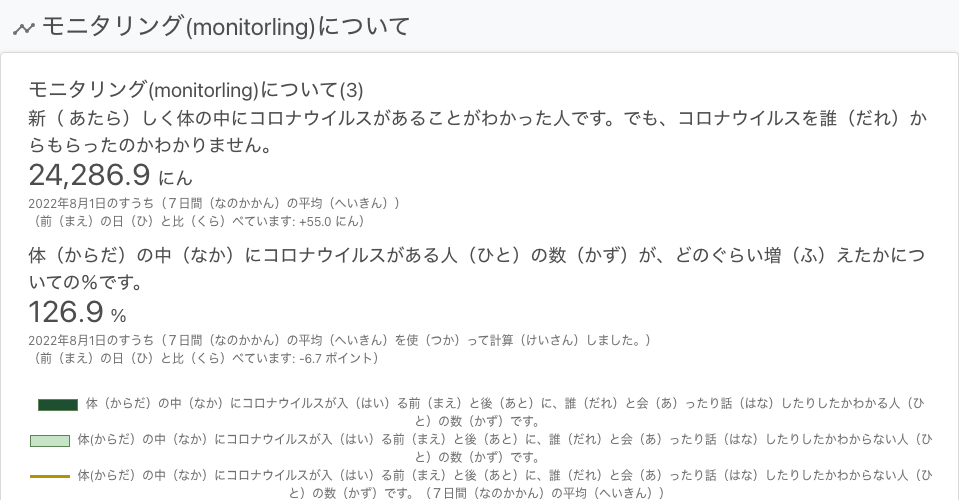 モニタリング(monitorling)について
モニタリング(monitorling)について(3)
新（ あたら）しく体の中にコロナウイルスがあることがわかった人です。でも、コロナウイルスを誰（だれ）か
らもらったのかわかりません。
24,286.9 にん
2022年8月1日のすうち（７日間（なのかかん）の平均（へいきん））
（前（まえ）の日（ひ）と比（くら）べています: +55.0 にん）
体（からだ）の中（なか）にコロナウイルスがある人（ひと）の数（かず）が、どのぐらい増（ふ）えたかにつ
いての%です。
126.9 %
2022年8月1日のすうち（７日間（なのかかん）の平均（へいきん）を使（つか）って計算（けいさん）しました。）
（前（まえ）の日（ひ）と比（くら）べています: -6.7 ポイント）
体（からだ）の中（なか）にコロナウイルスが入（はい）る前（まえ）と後（あと）に、誰（だれ）と会（あ）ったり話（はな）したりしたかわかる人（ひ
と）の数（かず）です。
体(からだ）の中（なか）にコロナウイルスが入（はい）る前（まえ）と後（あと）に、誰（だれ）と会（あ）ったり話（はな）したりしたかわからない人（ひ
と）の数（かず）です。
体(からだ）の中（なか）にコロナウイルスが入（はい）る前（まえ）と後（あと）に、誰（だれ）と会（あ）ったり話（はな）したりしたかわからない人（ひ
と）の数（かず）です。（７日間（なのかかん）の平均（へいきん））